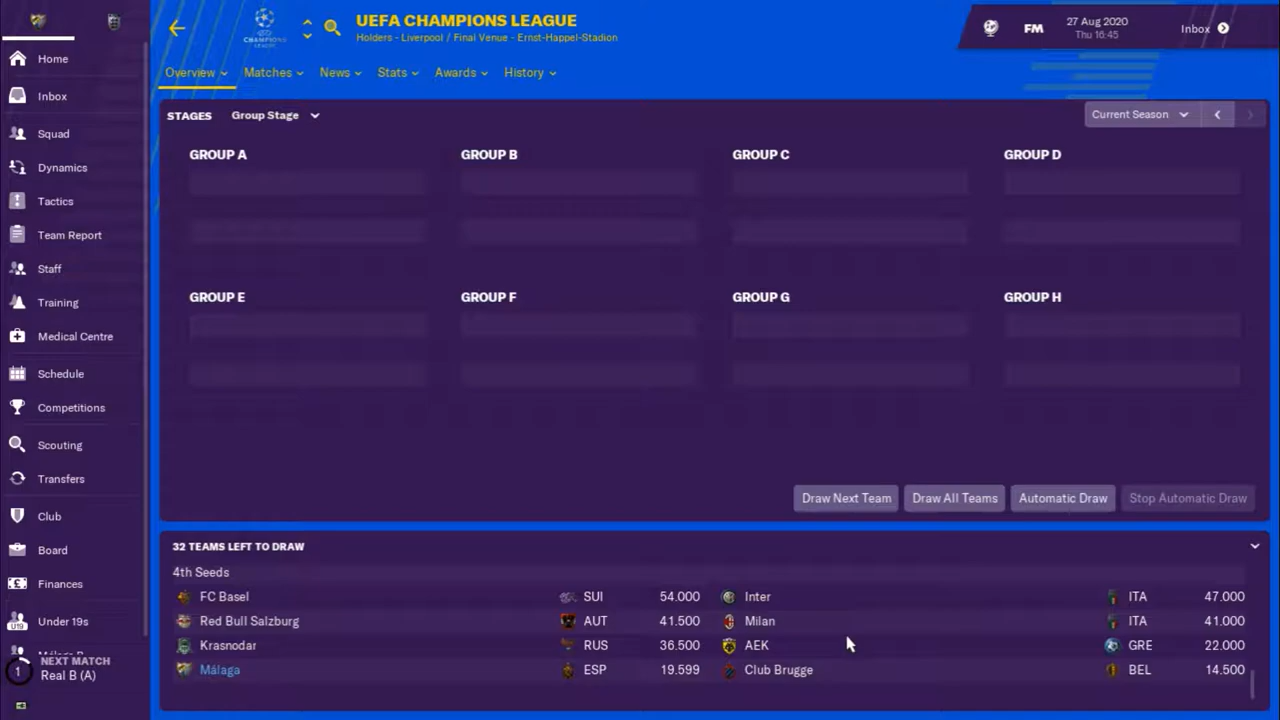 UEFA CHAMPIONS LEAGUE
Holders - Liverpool / Final Venue - Ernst-Happel-Stadion
CHAMPIONS LEAGUE
FM
27 Aug 2020
Thu 16:45
Inbox
Overview
Matches
News
Stats
Awards
History
Home
Inbox
Squad
Dynamics
Tactics
Team Report
Staff
Training
Medical Centre
Schedule
Competitions
Scouting
Transfers
Club
Board
Finances
U19
Under 19s
1
NEXT MATCH
Real B (A)
STAGES Group Stage
Current Season
GROUP A
GROUP B
GROUP C
GROUP D
GROUP E
GROUP F
GROUP G
GROUP H
Draw Next Team
Draw All Teams
Automatic Draw
Stop Automatic Draw
32 TEAMS LEFT TO DRAW
4th Seeds
FC Basel SUI 54.000 Inter ITA 47.000
Red Bull Salzburg AUT 41.500 Milan ITA 41.000
Krasnodar RUS 36.500 AEK GRE 22.000
Málaga ESP 19.599 Club Brugge BEL 14.500